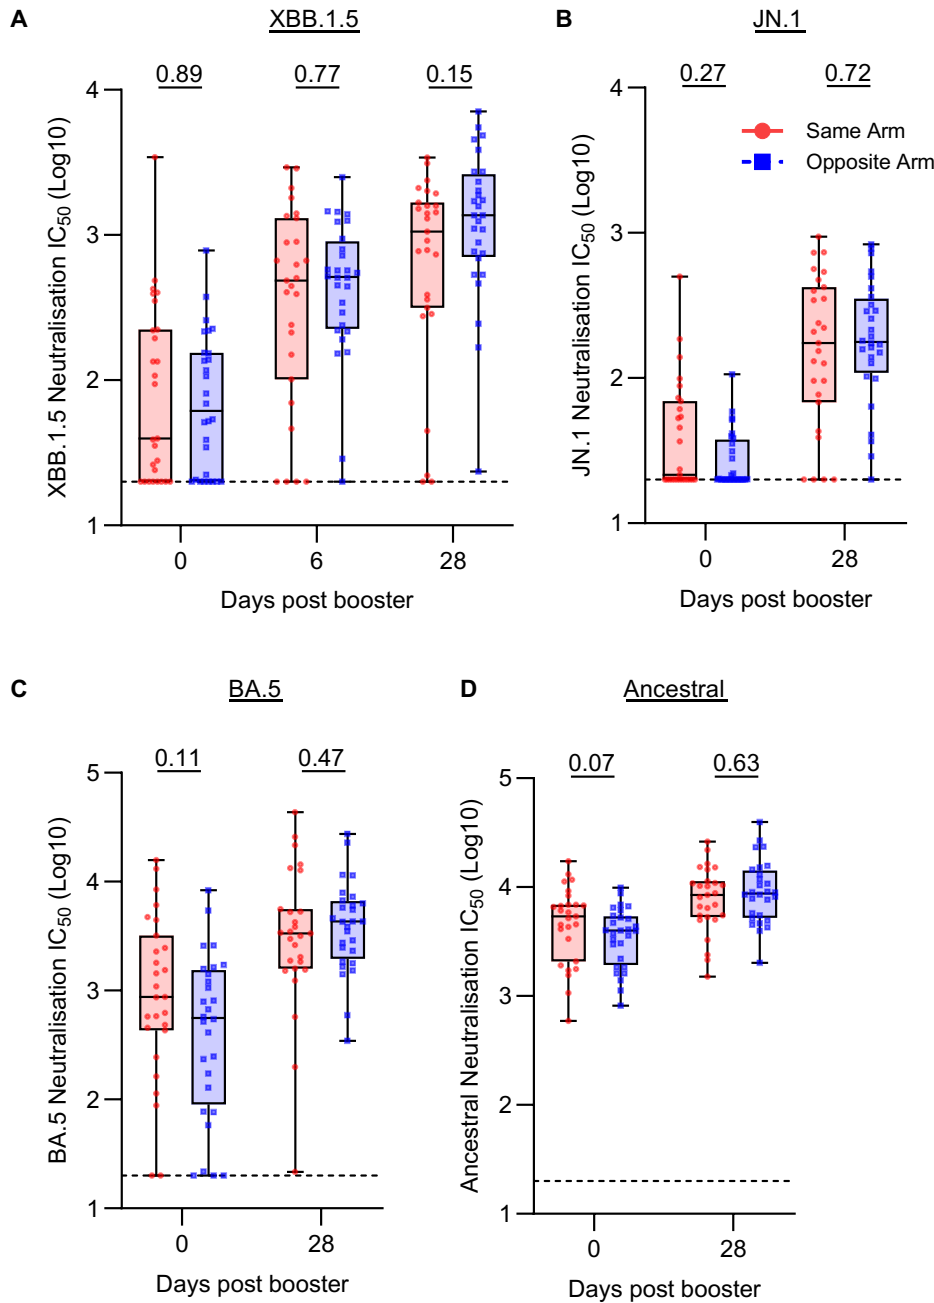 A
XBB.1.5
0.89
0.77
0.15
XBB.1.5 Neutralisation IC50 (Log10)
4
3
2
1
0
6
28
Days post booster
B
JN.1
0.27
0.72
Same Arm
Opposite Arm
JN.1 Neutralisation IC50 (Log10)
4
3
2
1
0
28
Days post booster
C
BA.5
0.11
0.47
BA.5 Neutralisation IC50 (Log10)
5
4
3
2
1
0
28
Days post booster
D
Ancestral
0.07
0.63
Ancestral Neutralisation IC50 (Log10)
5
4
3
2
1
0
28
Days post booster